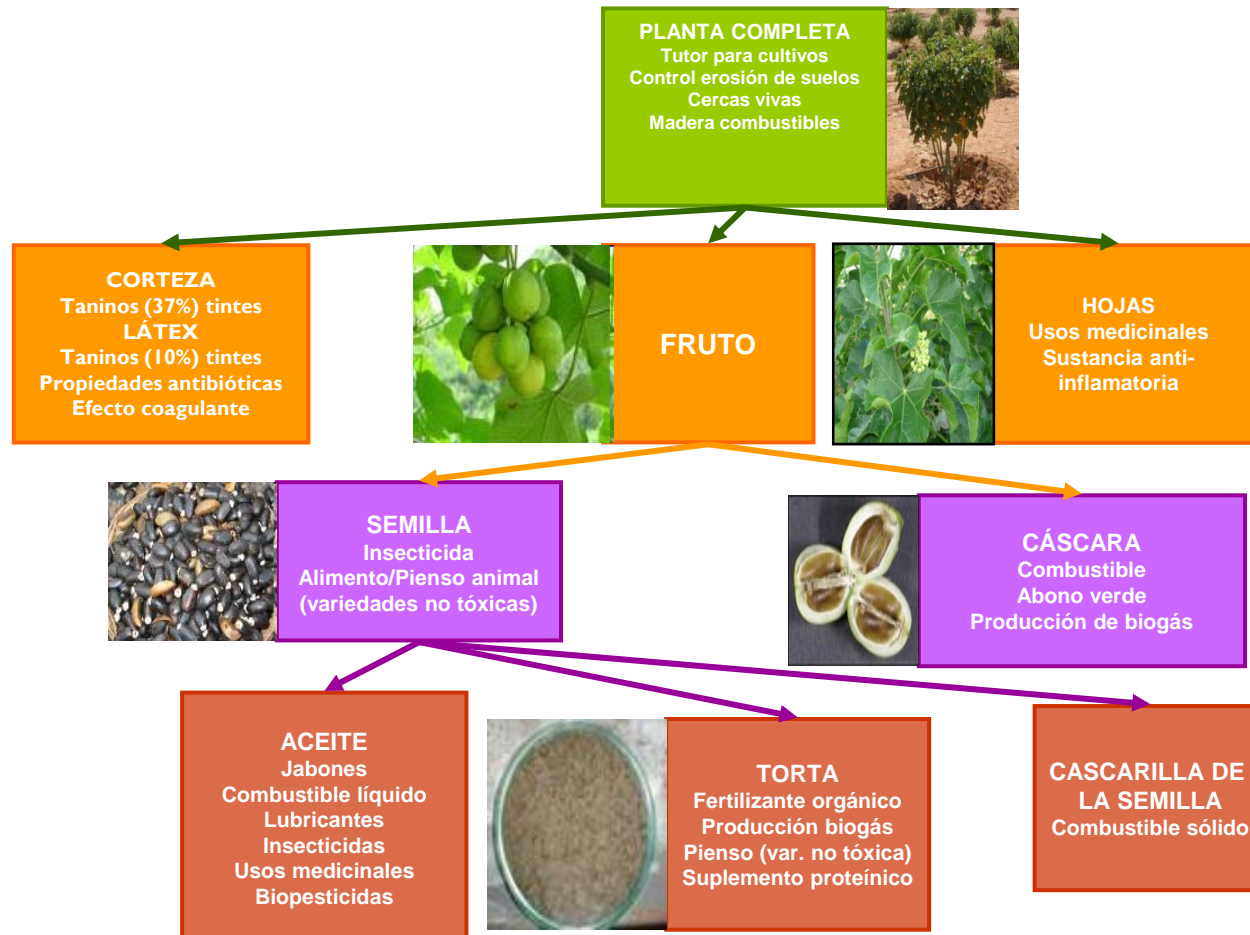 PLANTA COMPLETA
Tutor para cultivos
Control erosión de suelos
Cercas vivas
Madera combustibles
CORTEZA
Taninos (37%) tintes
LÁTEX
Taninos (10%) tintes
Propiedades antibióticas
Efecto coagulante
FRUTO
HOJAS
Usos medicinales
Sustancia anti-
inflamatoria
SEMILLA
Insecticida
Alimento/Pienso animal
(variedades no tóxicas)
CÁSCARA
Combustible
Abono verde
Producción de biogás
ACEITE
Jabones
Combustible líquido
Lubricantes
Insecticidas
Usos medicinales
Biopesticidas
TORTA
Fertilizante orgánico
Producción biogás
Pienso (var. no tóxica)
Suplemento proteínico
CASCARILLA DE
LA SEMILLA
Combustible sólido